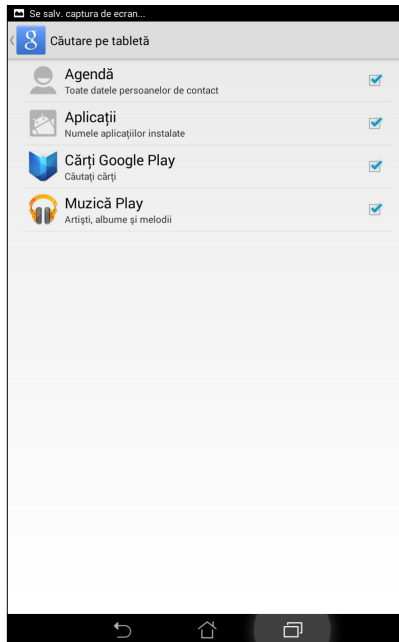 Se salv. captura de ecran...
Căutare pe tabletă
Agendă
Toate datele persoanelor de contact
Aplicații
Numele aplicațiilor instalate
Cărți Google Play
Căutați cărți
Muzică Play
Artiști, albume și melodii